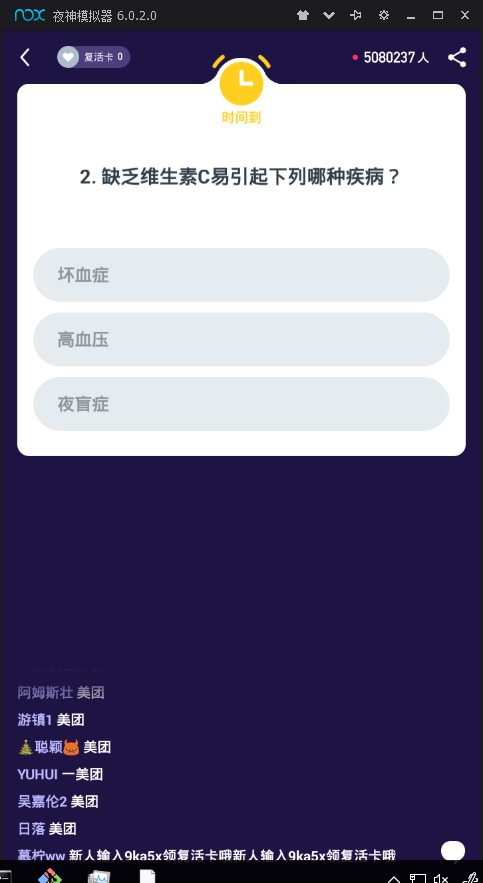 nox 夜神模拟器 6.0.2.0
复活卡 0
5080237 人
时间到
2. 缺乏维生素C易引起下列哪种疾病？
坏血症
高血压
夜盲症
阿姆斯壮 美团
游镇1 美团
🎄聪颖👹 美团
YUHUI 一美团
吴嘉伦2 美团
日落 美团
慕柠ww 新人输入9ka5x领复活卡哦新人输入9ka5x领复活卡哦